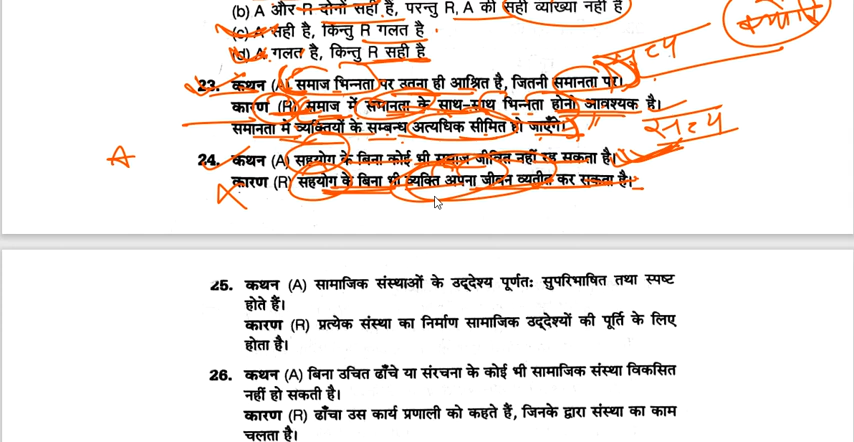 (b) A और R दोनों सही हैं, परन्तु R, A की सही व्याख्या नहीं है
(c) A सही है, किन्तु R गलत है
(d) A गलत है, किन्तु R सही है
23. कथन (A) समाज भिन्नता पर उतना ही आश्रित है, जितनी समानता पर।
कारण (R) समाज में समानता के साथ-साथ भिन्नता होना आवश्यक है।
समानता में व्यक्तियों के सम्बन्ध अत्यधिक सीमित हो जाएँगे।
सत्य
सत्य
A
24. कथन (A) सहयोग के बिना कोई भी समाज जीवित नहीं रह सकता है।
कारण (R) सहयोग के बिना भी व्यक्ति अपना जीवन व्यतीत कर सकता है।
25. कथन (A) सामाजिक संस्थाओं के उद्देश्य पूर्णतः सुपरिभाषित तथा स्पष्ट
होते हैं।
कारण (R) प्रत्येक संस्था का निर्माण सामाजिक उद्देश्यों की पूर्ति के लिए
होता है।
26. कथन (A) बिना उचित ढाँचे या संरचना के कोई भी सामाजिक संस्था विकसित
नहीं हो सकती है।
कारण (R) ढाँचा उस कार्य प्रणाली को कहते हैं, जिनके द्वारा संस्था का काम
चलता है।